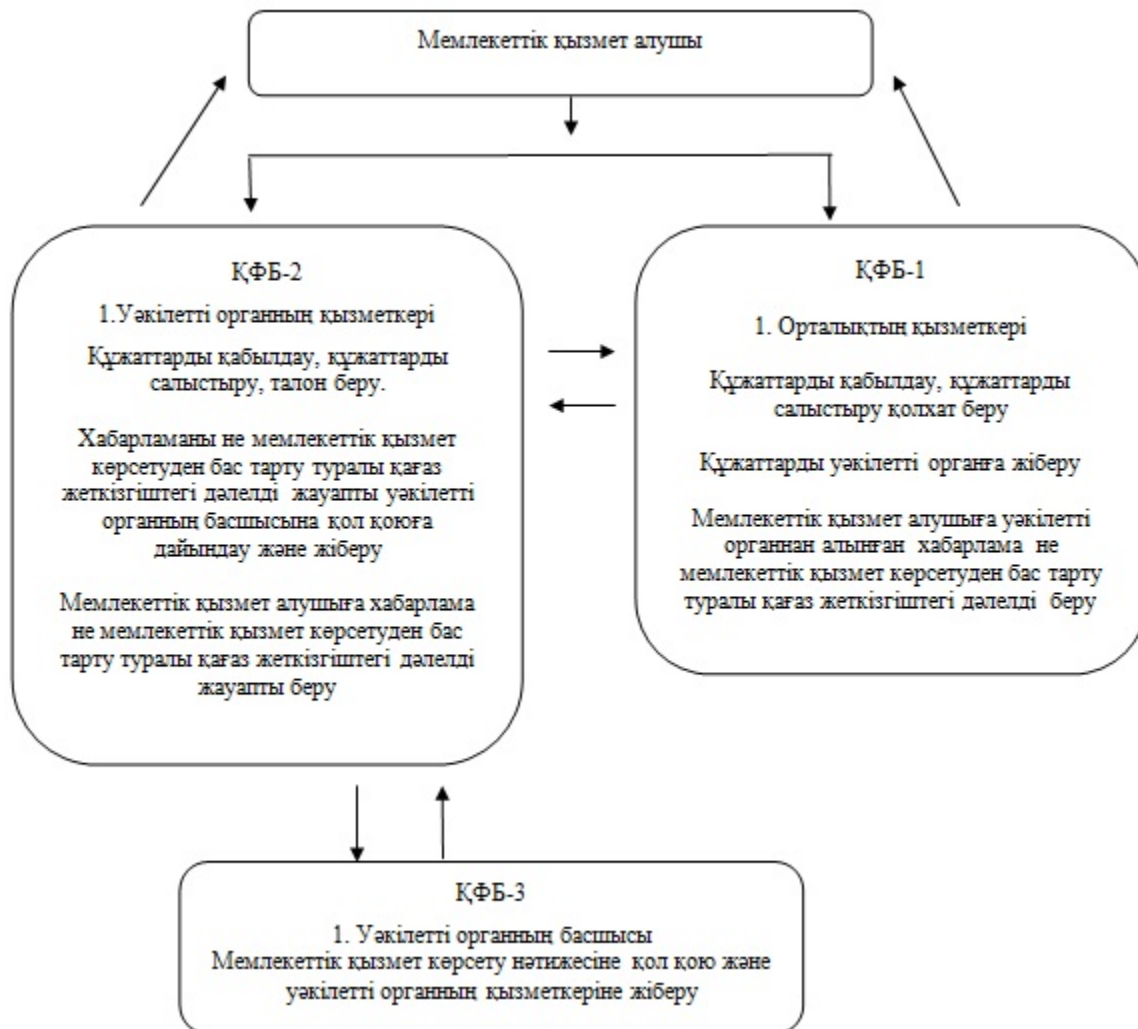 Мемлекеттік қызмет алушы
ҚФБ-2
1.Уәкілетті органның қызметкері
Құжаттарды қабылдау, құжаттарды
салыстыру, талон беру.
Хабарламаны не мемлекеттік қызмет
көрсетуден бас тарту туралы қағаз
жеткізгіштегі дәлелді жауапты уәкілетті
органның басшысына қол қоюға
дайындау және жіберу
Мемлекеттік қызмет алушыға хабарлама
не мемлекеттік қызмет көрсетуден бас
тарту туралы қағаз жеткізгіштегі дәлелді
жауапты беру
ҚФБ-1
1. Орталықтың қызметкері
Құжаттарды қабылдау, құжаттарды
салыстыру қолхат беру
Құжаттарды уәкілетті органға жіберу
Мемлекеттік қызмет алушыға уәкілетті
органнан алынған хабарлама не
мемлекеттік қызмет көрсетуден бас тарту
туралы қағаз жеткізгіштегі дәлелді беру
ҚФБ-3
1. Уәкілетті органның басшысы
Мемлекеттік қызмет көрсету нәтижесіне қол қою және
уәкілетті органның қызметкеріне жіберу